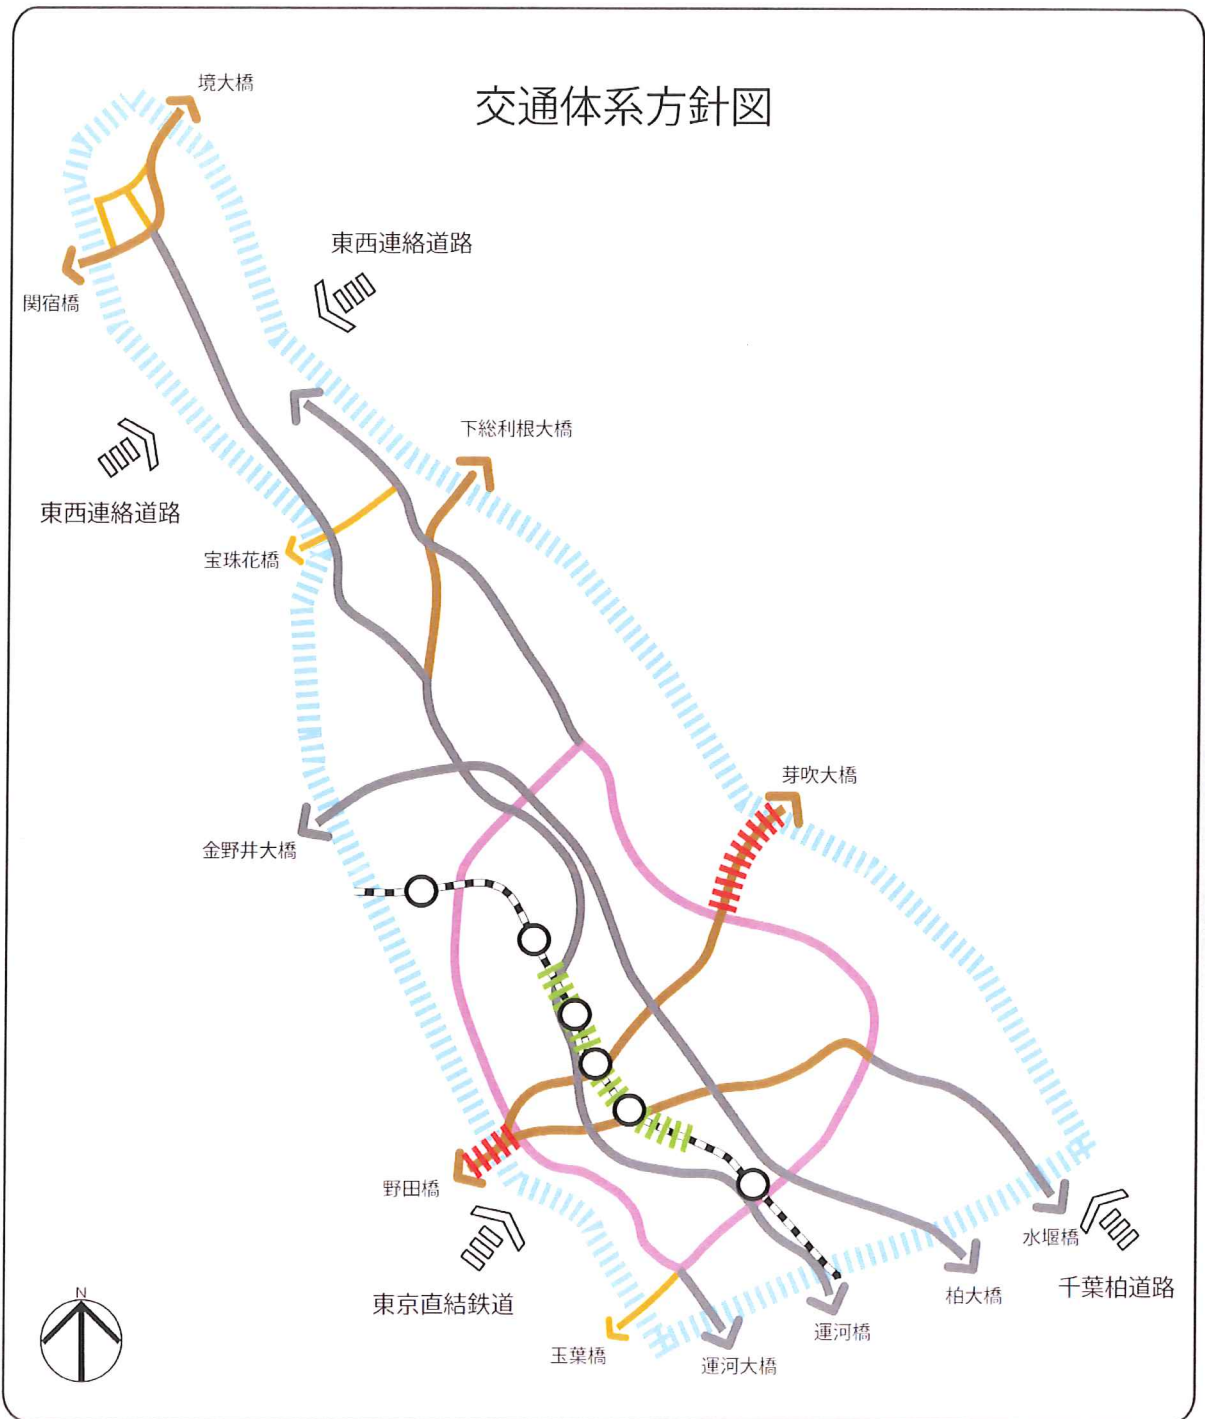 交通体系方針図
境大橋
東西連絡道路
関宿橋
下総利根大橋
東西連絡道路
宝珠花橋
芽吹大橋
金野井大橋
野田橋
水堰橋
千葉柏道路
東京直結鉄道
柏大橋
運河橋
玉葉橋
運河大橋
N